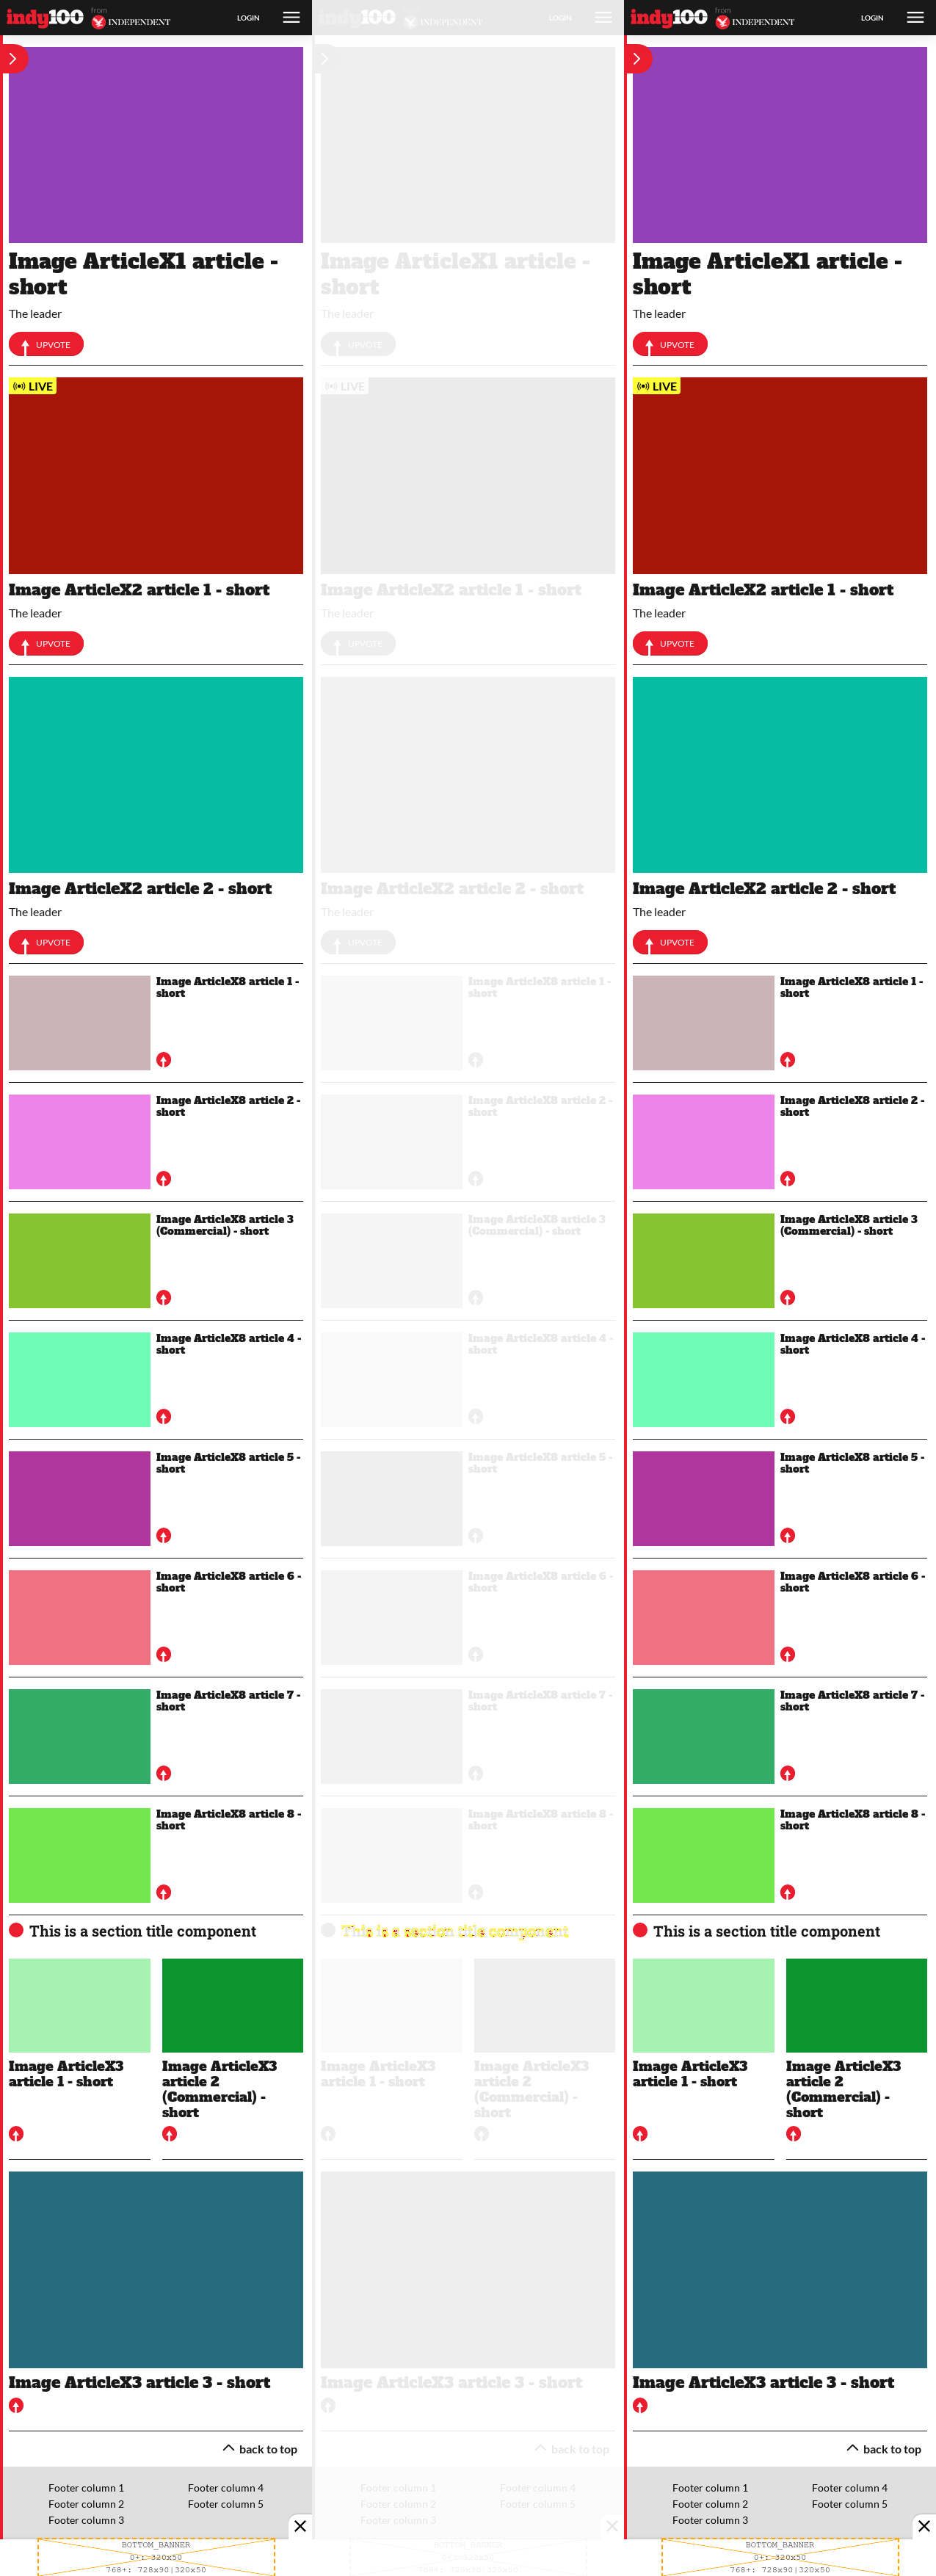 indy100 from INDEPENDENT LOGIN
Image ArticleX1 article -
short
The leader
UPVOTE
LIVE
Image ArticleX2 article 1 - short
The leader
UPVOTE
Image ArticleX2 article 2 - short
The leader
UPVOTE
Image ArticleX8 article 1 -
short
Image ArticleX8 article 2 -
short
Image ArticleX8 article 3
(Commercial) - short
Image ArticleX8 article 4 -
short
Image ArticleX8 article 5 -
short
Image ArticleX8 article 6 -
short
Image ArticleX8 article 7 -
short
Image ArticleX8 article 8 -
short
This is a section title component
Image ArticleX3
article 1 - short
Image ArticleX3
article 2
(Commercial) -
short
Image ArticleX3 article 3 - short
back to top
Footer column 1
Footer column 2
Footer column 3
Footer column 4
Footer column 5
BOTTOM_BANNER
0+: 320x50
768+: 728x90|320x50
indy100 INDEPENDENT LOGIN
Image ArticleX1 article -
short
The leader
UPVOTE
LIVE
Image ArticleX2 article 1 - short
The leader
UPVOTE
Image ArticleX2 article 2 - short
The leader
UPVOTE
Image ArticleX8 article 1 -
short
Image ArticleX8 article 2 -
short
Image ArticleX8 article 3
(Commercial) - short
Image ArticleX8 article 4 -
short
Image ArticleX8 article 5 -
short
Image ArticleX8 article 6 -
short
Image ArticleX8 article 7 -
short
Image ArticleX8 article 8 -
short
This is a section title component
Image ArticleX3
article 1 - short
Image ArticleX3
article 2
(Commercial) -
short
Image ArticleX3 article 3 - short
back to top
Footer column 1
Footer column 2
Footer column 3
Footer column 4
Footer column 5
BOTTOM_BANNER
0+: 320x50
768+: 728x90|320x50
indy100 from INDEPENDENT LOGIN
Image ArticleX1 article -
short
The leader
UPVOTE
LIVE
Image ArticleX2 article 1 - short
The leader
UPVOTE
Image ArticleX2 article 2 - short
The leader
UPVOTE
Image ArticleX8 article 1 -
short
Image ArticleX8 article 2 -
short
Image ArticleX8 article 3
(Commercial) - short
Image ArticleX8 article 4 -
short
Image ArticleX8 article 5 -
short
Image ArticleX8 article 6 -
short
Image ArticleX8 article 7 -
short
Image ArticleX8 article 8 -
short
This is a section title component
Image ArticleX3
article 1 - short
Image ArticleX3
article 2
(Commercial) -
short
Image ArticleX3 article 3 - short
back to top
Footer column 1
Footer column 2
Footer column 3
Footer column 4
Footer column 5
BOTTOM_BANNER
0+: 320x50
768+: 728x90|320x50